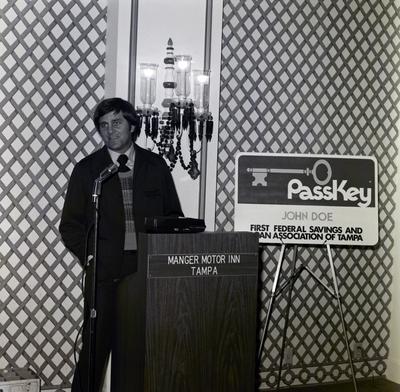 PassKey
JOHN DOE
FIRST FEDERAL SAVINGS AND
LOAN ASSOCIATION OF TAMPA
MANGER MOTOR INN
TAMPA